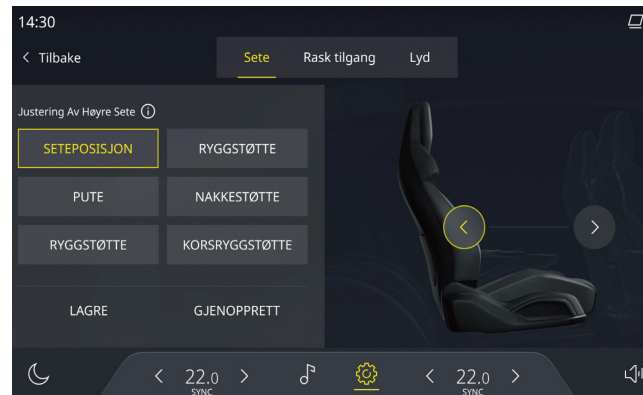 14:30
Tilbake
Sete Rask tilgang Lyd
Justering Av Høyre Sete
SETEPOSISJON RYGGSTØTTE
PUTE NAKKESTØTTE
RYGGSTØTTE KORSRYGGSTØTTE
LAGRE GJENOPPRETT
22.0 22.0
SYNC SYNC